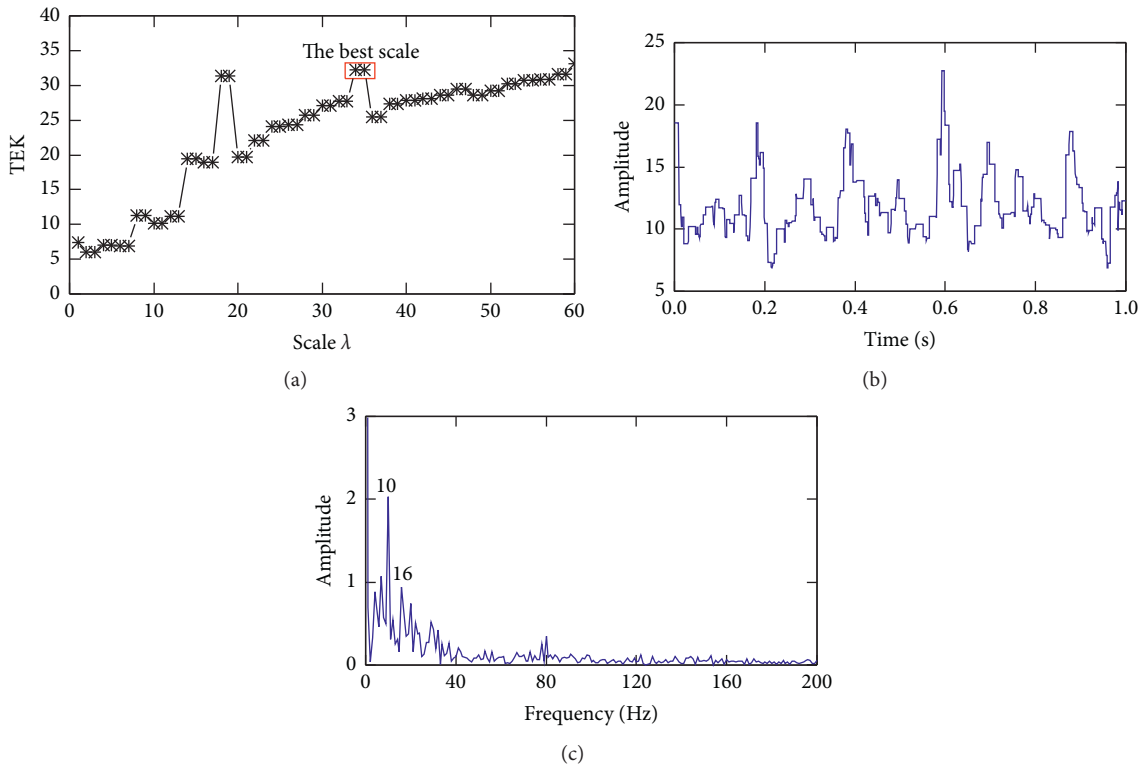 40
35
30
25
20
15
10
5
0
TEK
The best scale
0 10 20 30 40 50 60
Scale λ
(a)
25
20
15
10
5
Amplitude
0.0 0.2 0.4 0.6 0.8 1.0
Time (s)
(b)
3
2
1
0
Amplitude
10
16
0 40 80 120 160 200
Frequency (Hz)
(c)